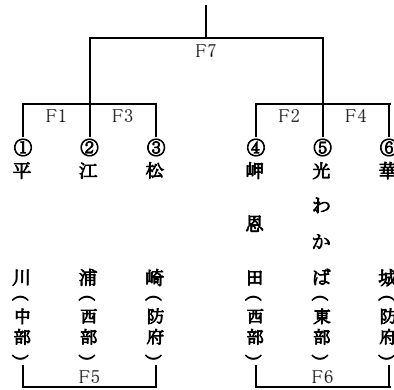 F7
F1 F3 F2 F4
①平川(中部)
②江浦(西部)
③松崎(防府)
④岬恩田(西部)
⑤光わかば(東部)
⑥華城(防府)
F5 F6